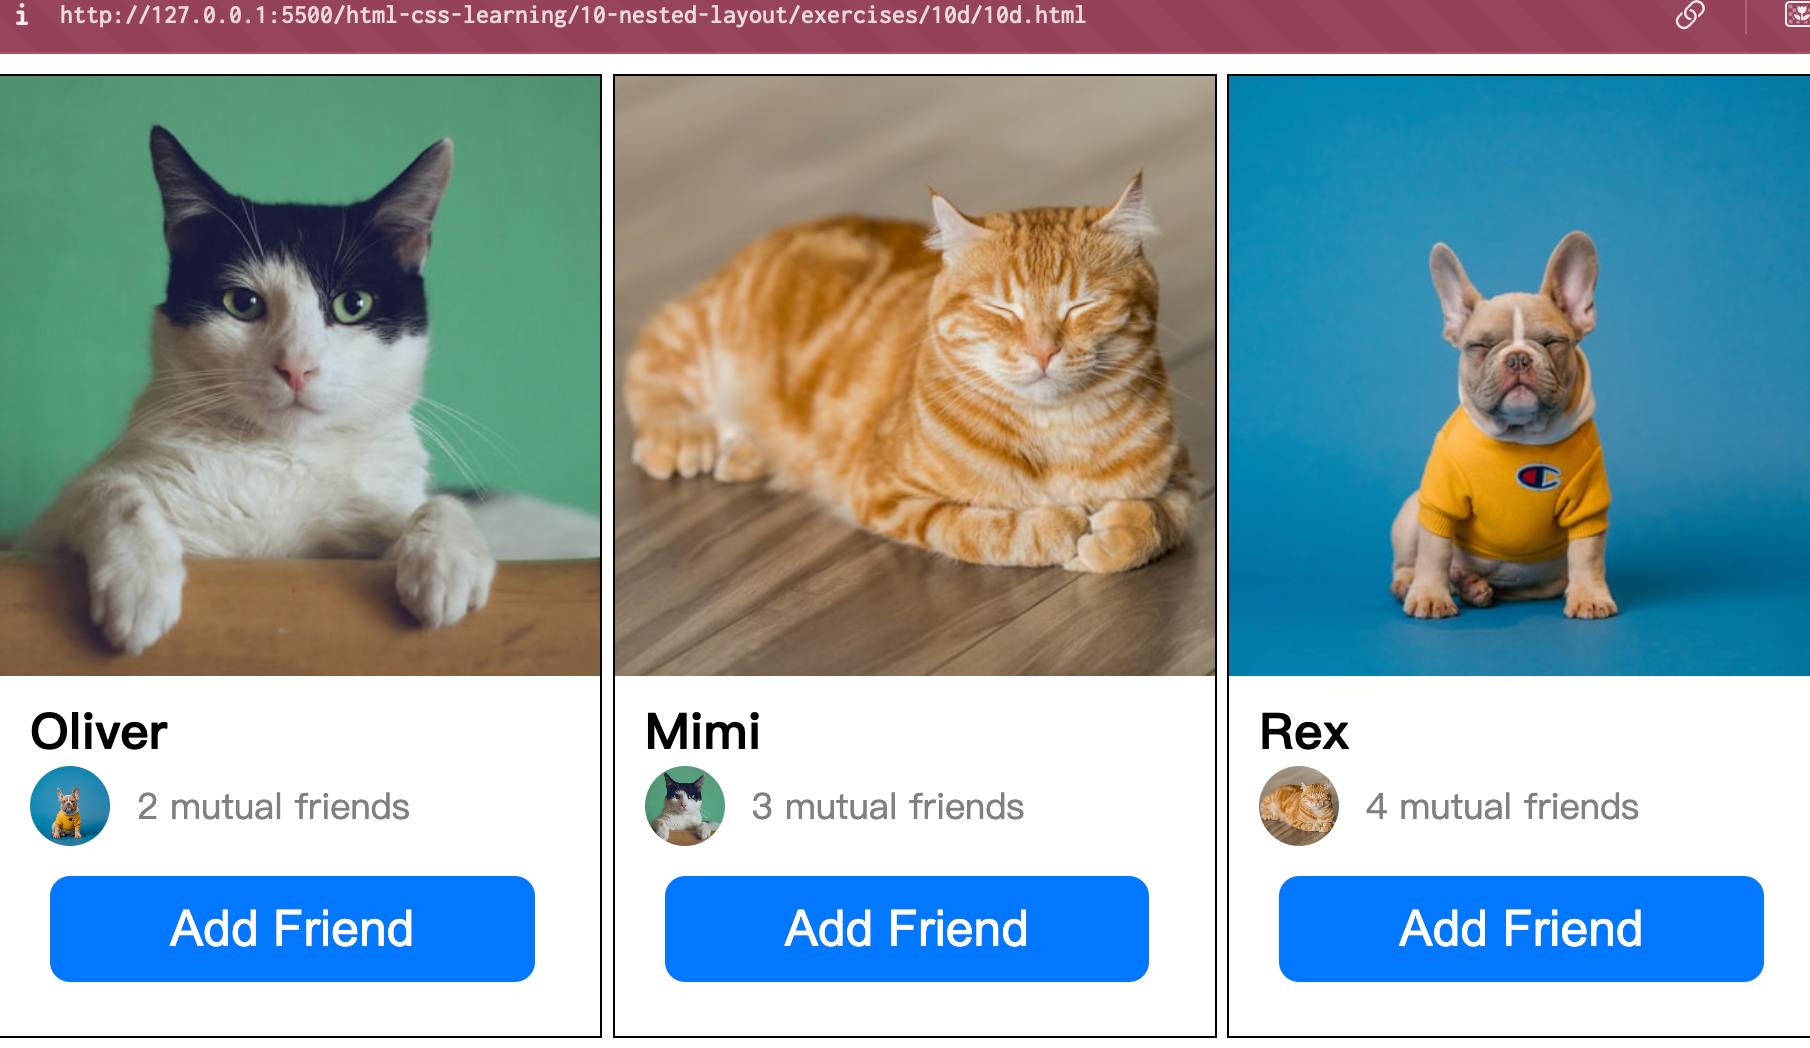 http://127.0.0.1:5500/html-css-learning/10-nested-layout/exercises/10d/10d.html
Oliver
2 mutual friends
Add Friend
Mimi
3 mutual friends
Add Friend
Rex
4 mutual friends
Add Friend